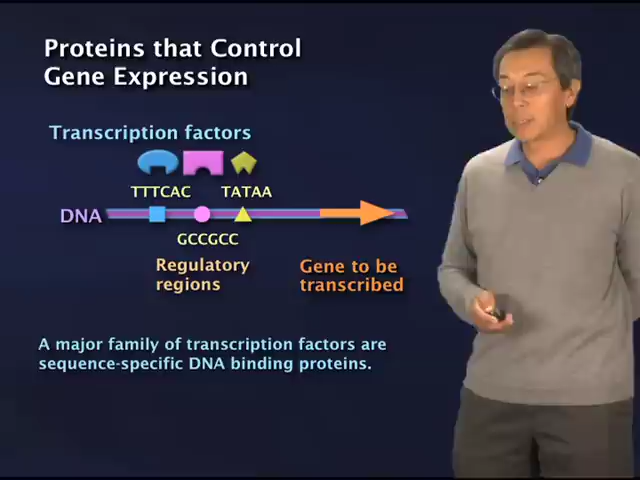 Proteins that Control
Gene Expression
Transcription factors
TTTCAC TATAA
DNA
GCCGCC
Regulatory
regions
Gene to be
transcribed
A major family of transcription factors are
sequence-specific DNA binding proteins.